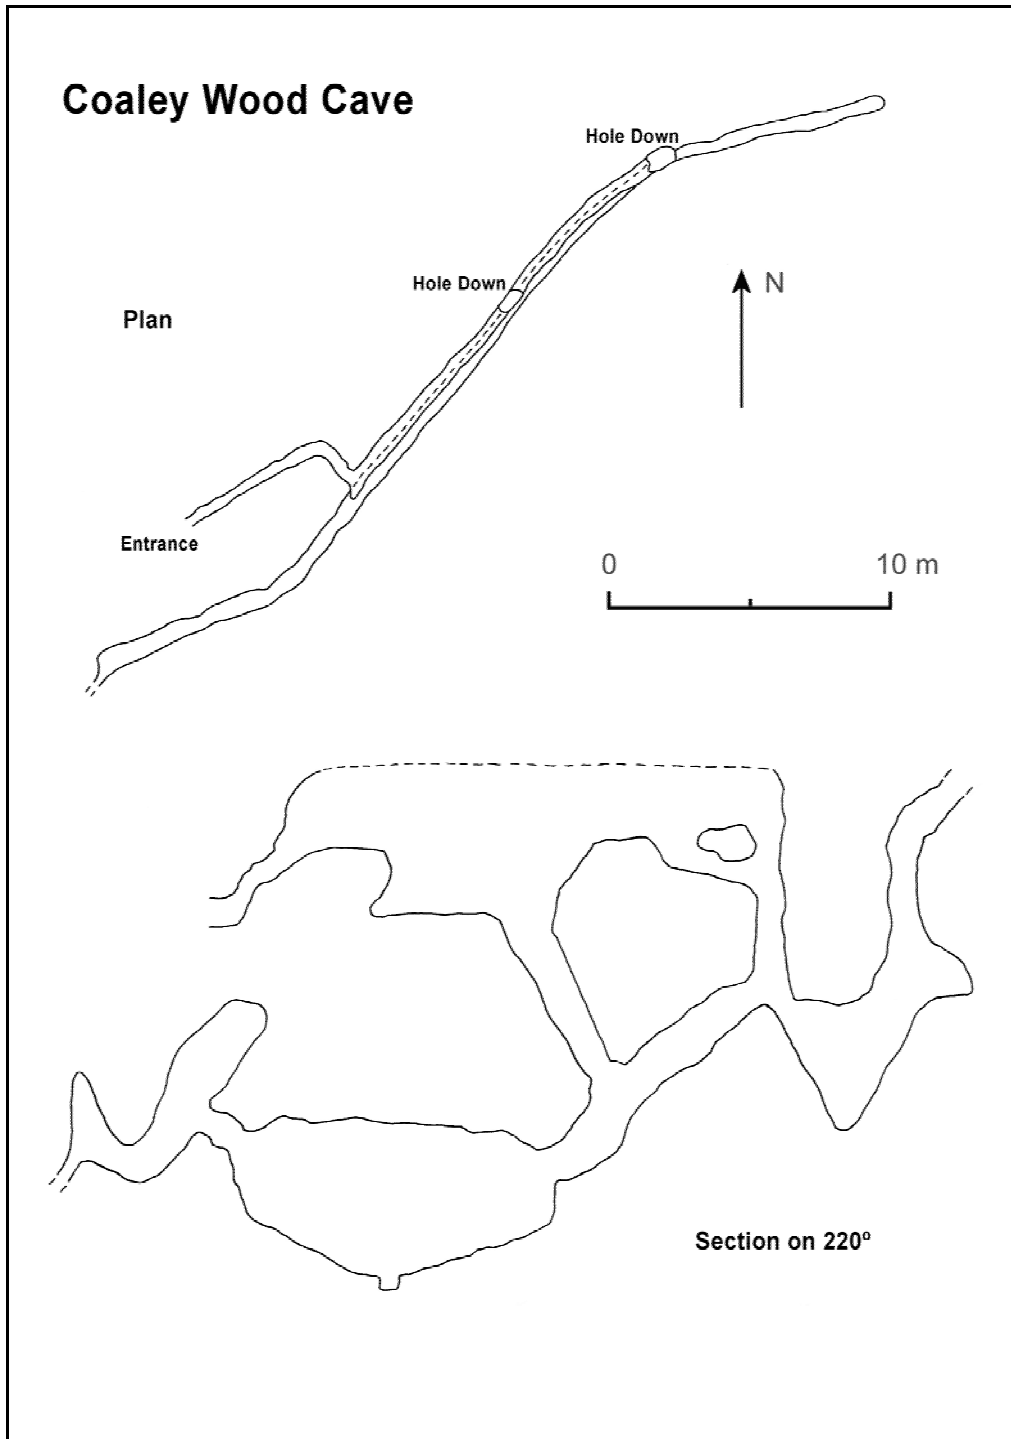 Coaley Wood Cave
Hole Down
Hole Down
N
Plan
Entrance
0 10 m
Section on 220º